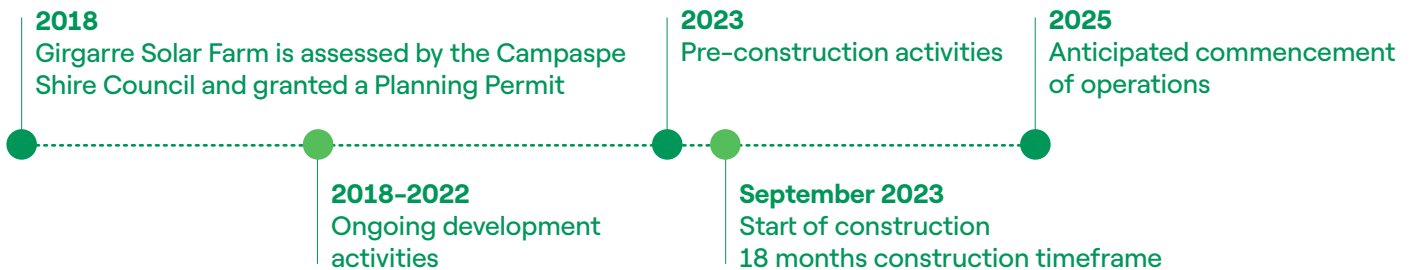 2018
Girgarre Solar Farm is assessed by the Campaspe
Shire Council and granted a Planning Permit
2018–2022
Ongoing development
activities
2023
Pre-construction activities
September 2023
Start of construction
18 months construction timeframe
2025
Anticipated commencement
of operations